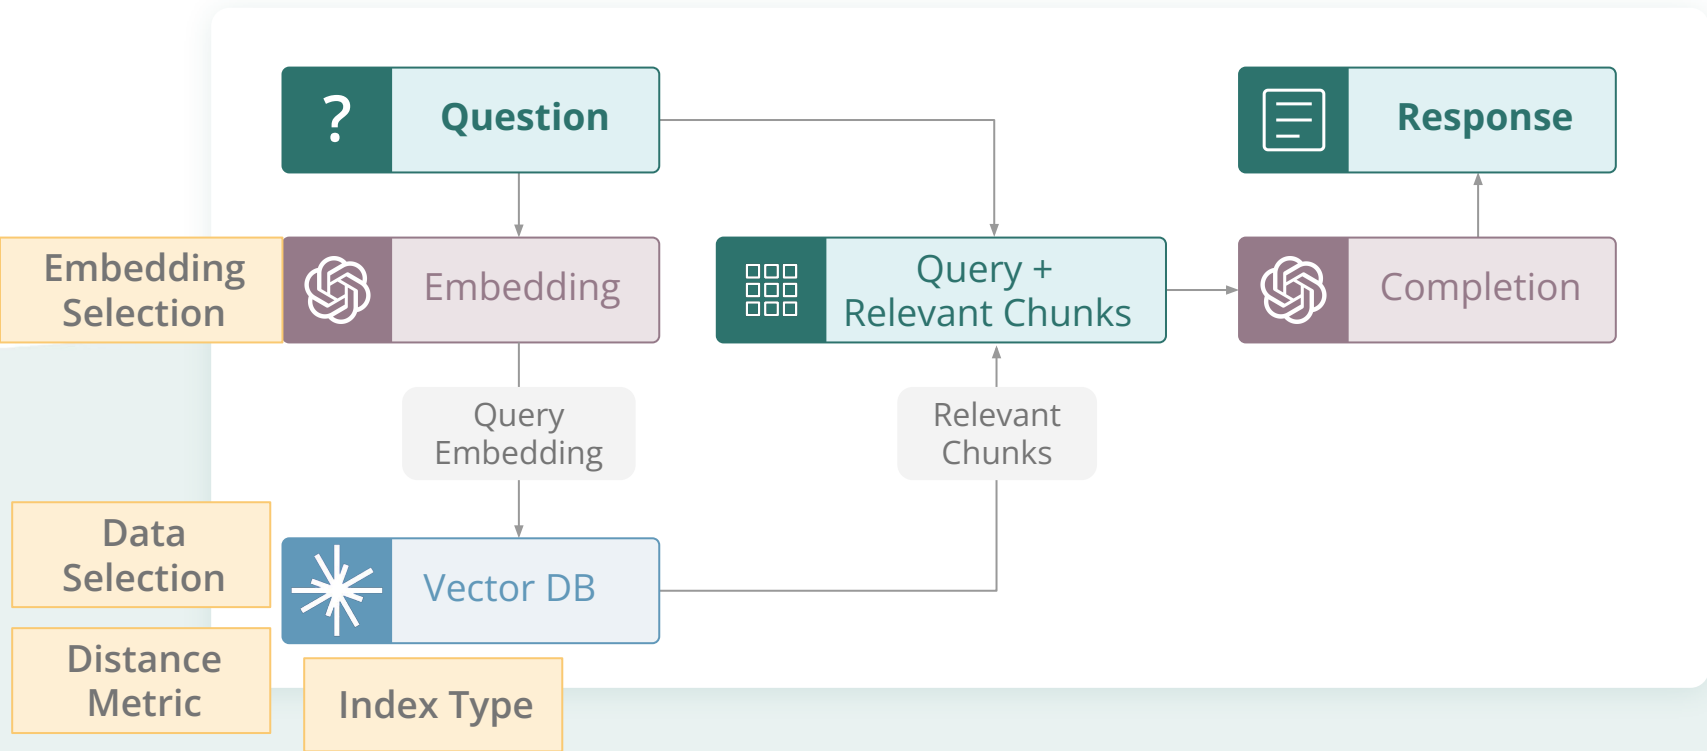 ?
Question
Response
Embedding
Selection
Embedding
Query +
Relevant Chunks
Completion
Query
Embedding
Relevant
Chunks
Data
Selection
Vector DB
Distance
Metric
Index Type